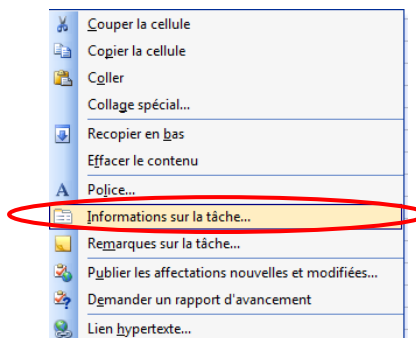 Couper la cellule
Copier la cellule
Coller
Collage spécial...
Recopier en bas
Effacer le contenu
Police...
Informations sur la tâche...
Remarques sur la tâche...
Publier les affectations nouvelles et modifiées...
Demander un rapport d'avancement
Lien hypertexte...